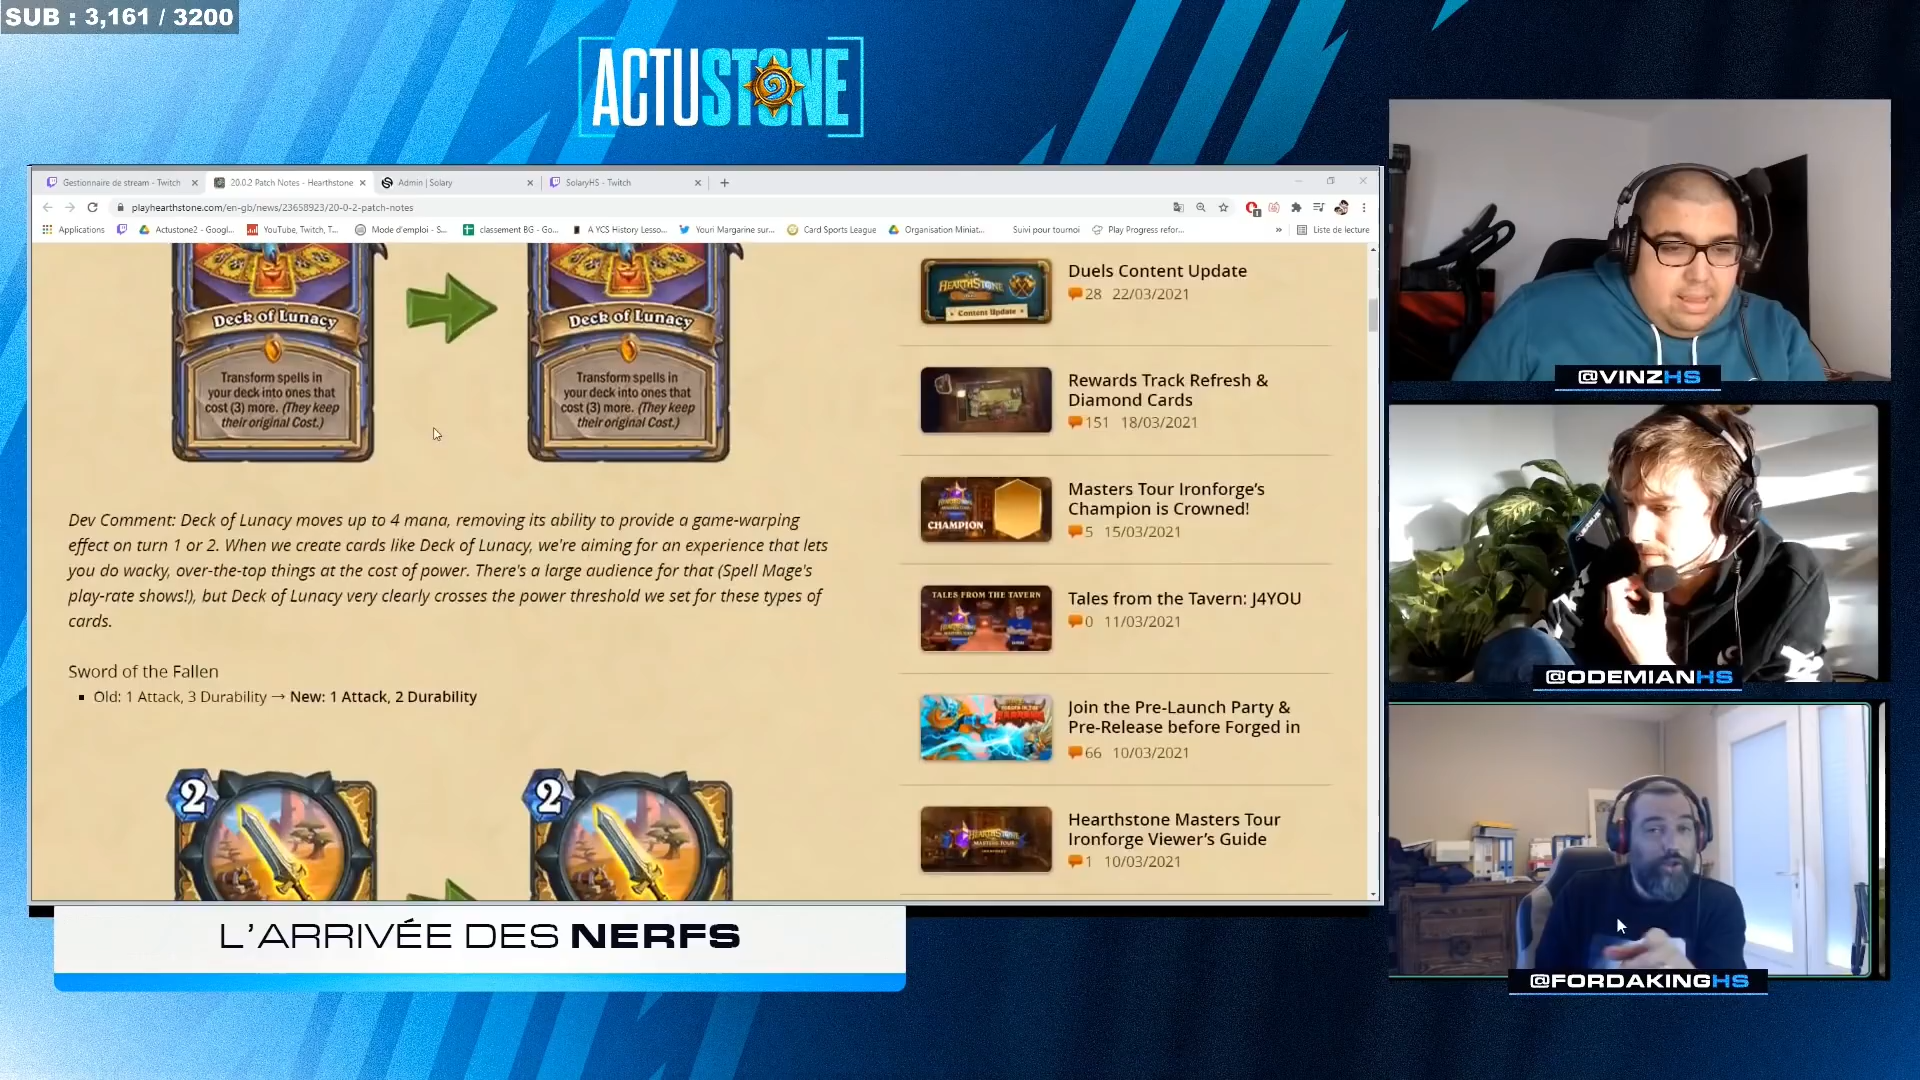 SUB : 3,161 / 3200
ACTUSTONE
Gestionnaire de stream - Twitch
20.0.2 Patch Notes - Hearthstone
Admin | Solary
SolaryHS - Twitch
playhearthstone.com/en-gb/news/23658923/20-0-2-patch-notes
Applications
Actustone2 - Googl...
YouTube, Twitch, T...
Mode d'emploi - S...
classement BG - Go...
A YCS History Lesso...
Youri Margarine sur...
Card Sports League
Organisation Miniat...
Suivi pour tournoi
Play Progress refor...
»
Liste de lecture
Deck of Lunacy
Transform spells in
your deck into ones that
cost (3) more. (They keep
their original Cost.)
Deck of Lunacy
Transform spells in
your deck into ones that
cost (3) more. (They keep
their original Cost.)
Dev Comment: Deck of Lunacy moves up to 4 mana, removing its ability to provide a game-warping
effect on turn 1 or 2. When we create cards like Deck of Lunacy, we're aiming for an experience that lets
you do wacky, over-the-top things at the cost of power. There's a large audience for that (Spell Mage's
play-rate shows!), but Deck of Lunacy very clearly crosses the power threshold we set for these types of
cards.
Sword of the Fallen
▪ Old: 1 Attack, 3 Durability → New: 1 Attack, 2 Durability
2
2
HEARTHSTONE
Content Update
Duels Content Update
28 22/03/2021
Rewards Track Refresh &
Diamond Cards
151 18/03/2021
CHAMPION
Masters Tour Ironforge’s
Champion is Crowned!
5 15/03/2021
TALES FROM THE TAVERN
Tales from the Tavern: J4YOU
0 11/03/2021
Join the Pre-Launch Party &
Pre-Release before Forged in
66 10/03/2021
HEARTHSTONE
MASTERS TOUR
Hearthstone Masters Tour
Ironforge Viewer’s Guide
1 10/03/2021
@VINZHS
@ODEMIANHS
@FORDAKINGHS
L’ARRIVÉE DES NERFS